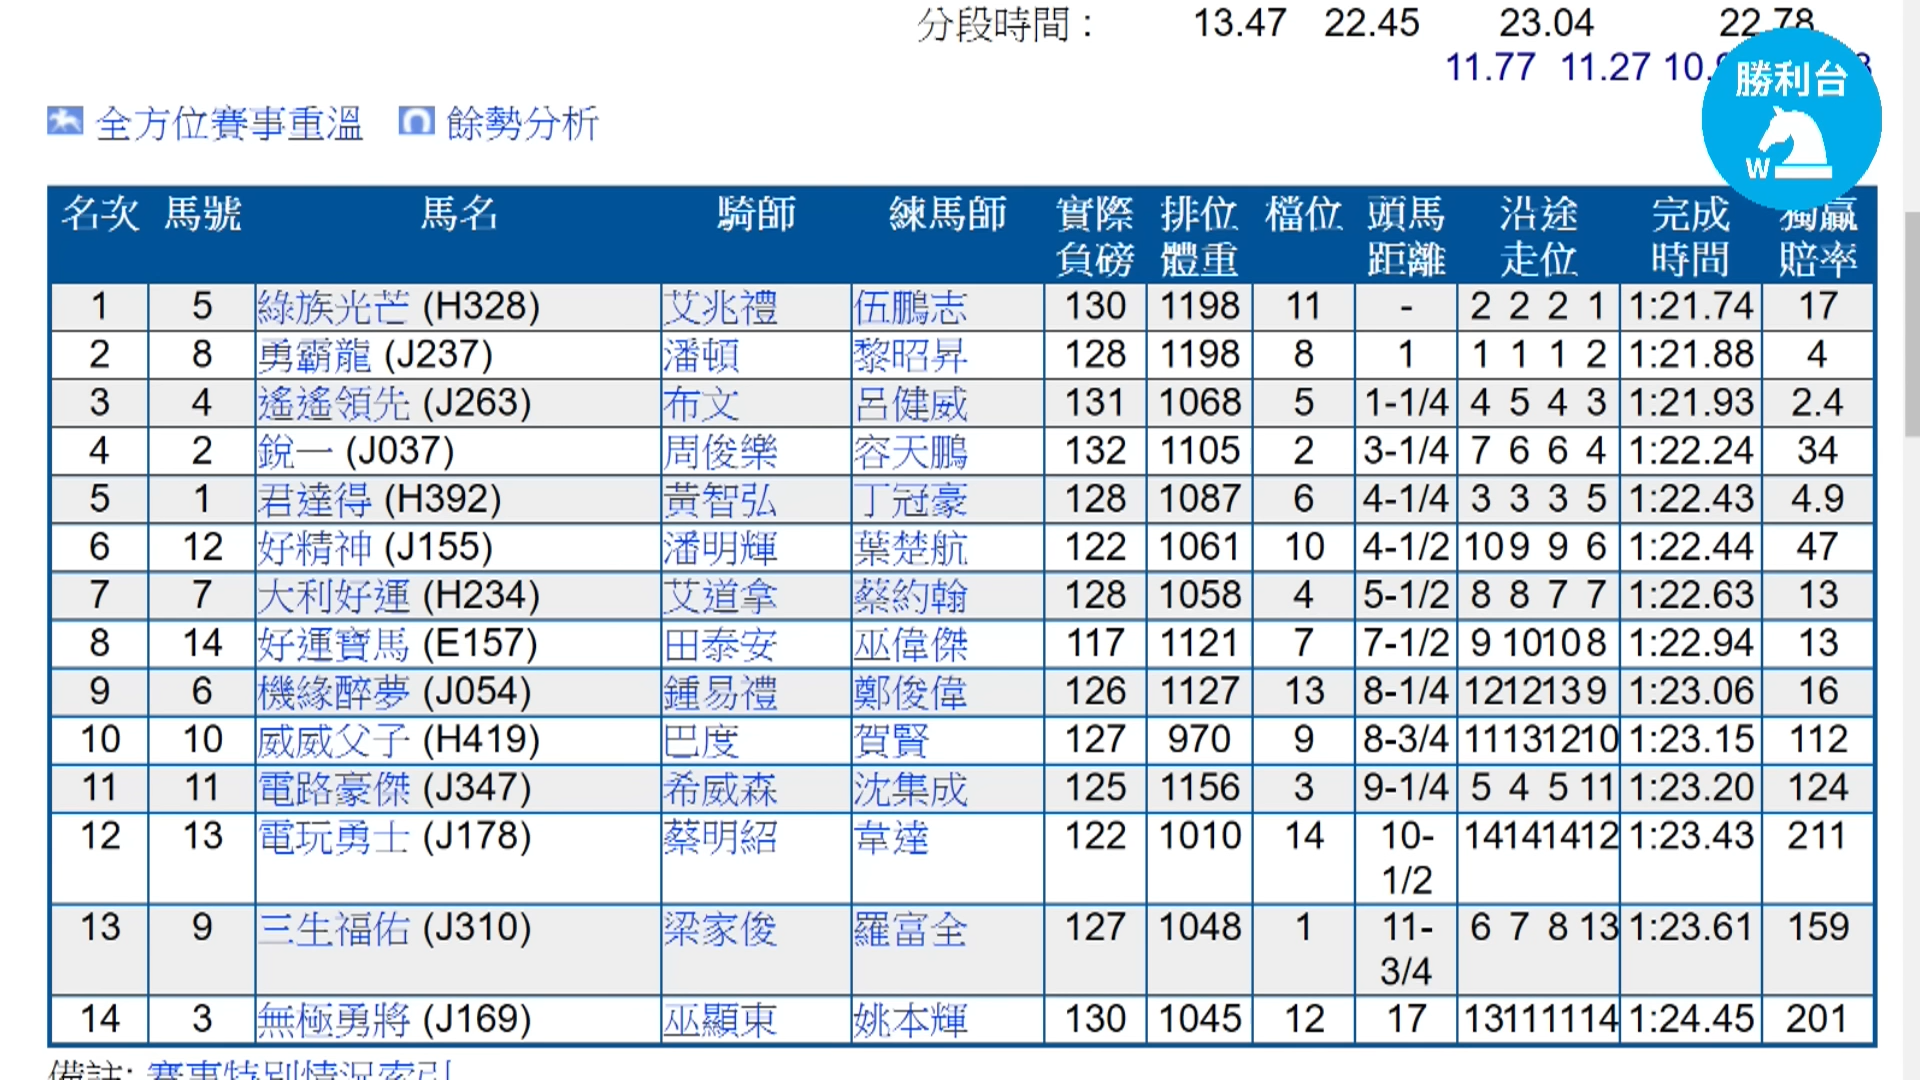 分段時間 : 13.47 22.45 23.04 22.78
11.77 11.27
勝利台
W
全方位賽事重溫 餘勢分析
名次 馬號 馬名 騎師 練馬師 實際負磅 排位體重 檔位 頭馬距離 沿途走位 完成時間 獨贏賠率
1 5 綠族光芒 (H328) 艾兆禮 伍鵬志 130 1198 11 - 2 2 2 1 1:21.74 17
2 8 勇霸龍 (J237) 潘頓 黎昭昇 128 1198 8 1 1 1 1 2 1:21.88 4
3 4 遙遙領先 (J263) 布文 呂健威 131 1068 5 1-1/4 4 5 4 3 1:21.93 2.4
4 2 銳一 (J037) 周俊樂 容天鵬 132 1105 2 3-1/4 7 6 6 4 1:22.24 34
5 1 君達得 (H392) 黃智弘 丁冠豪 128 1087 6 4-1/4 3 3 3 5 1:22.43 4.9
6 12 好精神 (J155) 潘明輝 葉楚航 122 1061 10 4-1/2 10 9 9 6 1:22.44 47
7 7 大利好運 (H234) 艾道拿 蔡約翰 128 1058 4 5-1/2 8 8 7 7 1:22.63 13
8 14 好運寶馬 (E157) 田泰安 巫偉傑 117 1121 7 7-1/2 9 10 10 8 1:22.94 13
9 6 機緣醉夢 (J054) 鍾易禮 鄭俊偉 126 1127 13 8-1/4 12 12 13 9 1:23.06 16
10 10 威威父子 (H419) 巴度 賀賢 127 970 9 8-3/4 11 13 12 10 1:23.15 112
11 11 電路豪傑 (J347) 希威森 沈集成 125 1156 3 9-1/4 5 4 5 11 1:23.20 124
12 13 電玩勇士 (J178) 蔡明紹 韋達 122 1010 14 10-1/2 14 14 14 12 1:23.43 211
13 9 三生福佑 (J310) 梁家俊 羅富全 127 1048 1 11-3/4 6 7 8 13 1:23.61 159
14 3 無極勇將 (J169) 巫顯東 姚本輝 130 1045 12 17 13 11 11 14 1:24.45 201
備註: 賽事特別情況索引